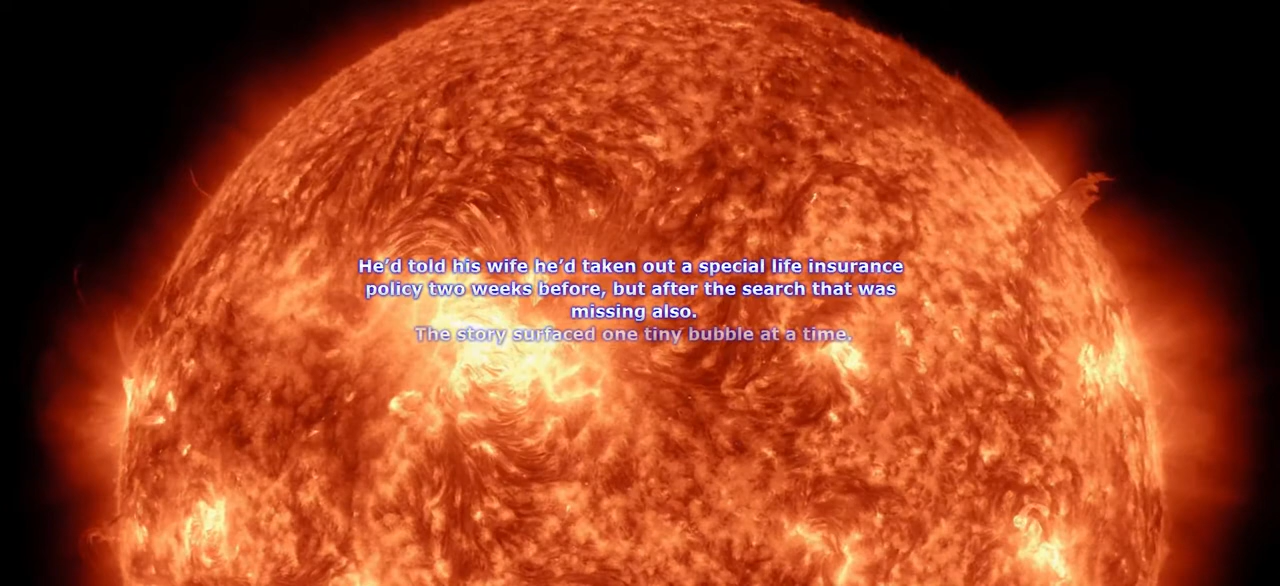 He’d told his wife he’d taken out a special life insurance
policy two weeks before, but after the search that was
missing also.
The story surfaced one tiny bubble at a time.